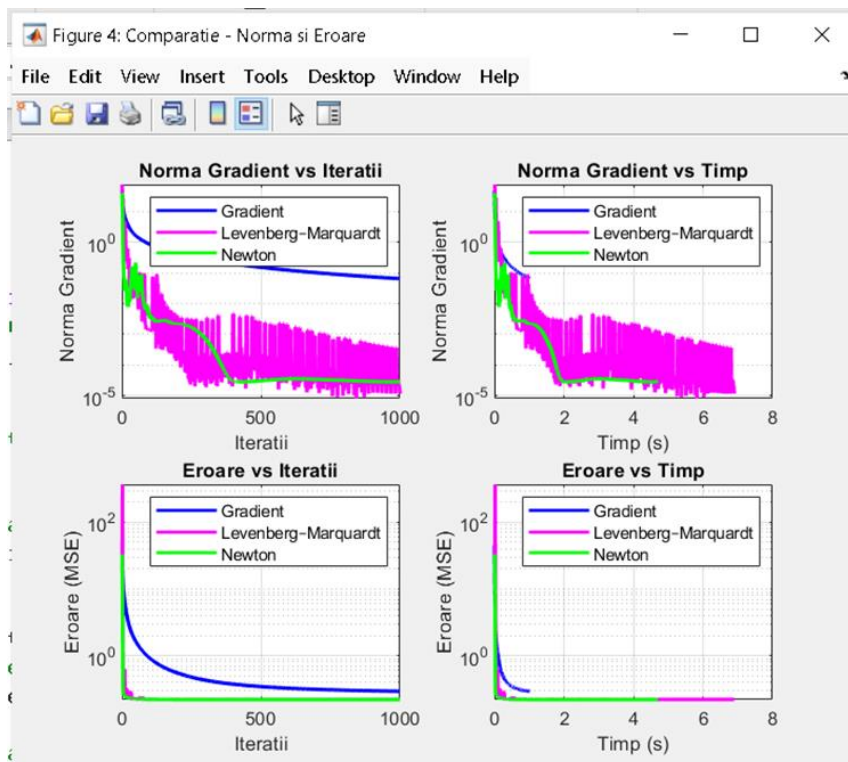 Figure 4: Comparatie - Norma si Eroare
File Edit View Insert Tools Desktop Window Help
Norma Gradient vs Iteratii
Norma Gradient
10^0
10^-5
Gradient
Levenberg-Marquardt
Newton
0 500 1000
Iteratii
Norma Gradient vs Timp
Norma Gradient
10^0
10^-5
Gradient
Levenberg-Marquardt
Newton
0 2 4 6 8
Timp (s)
Eroare vs Iteratii
Eroare (MSE)
10^2
10^0
Gradient
Levenberg-Marquardt
Newton
0 500 1000
Iteratii
Eroare vs Timp
Eroare (MSE)
10^2
10^0
Gradient
Levenberg-Marquardt
Newton
0 2 4 6 8
Timp (s)